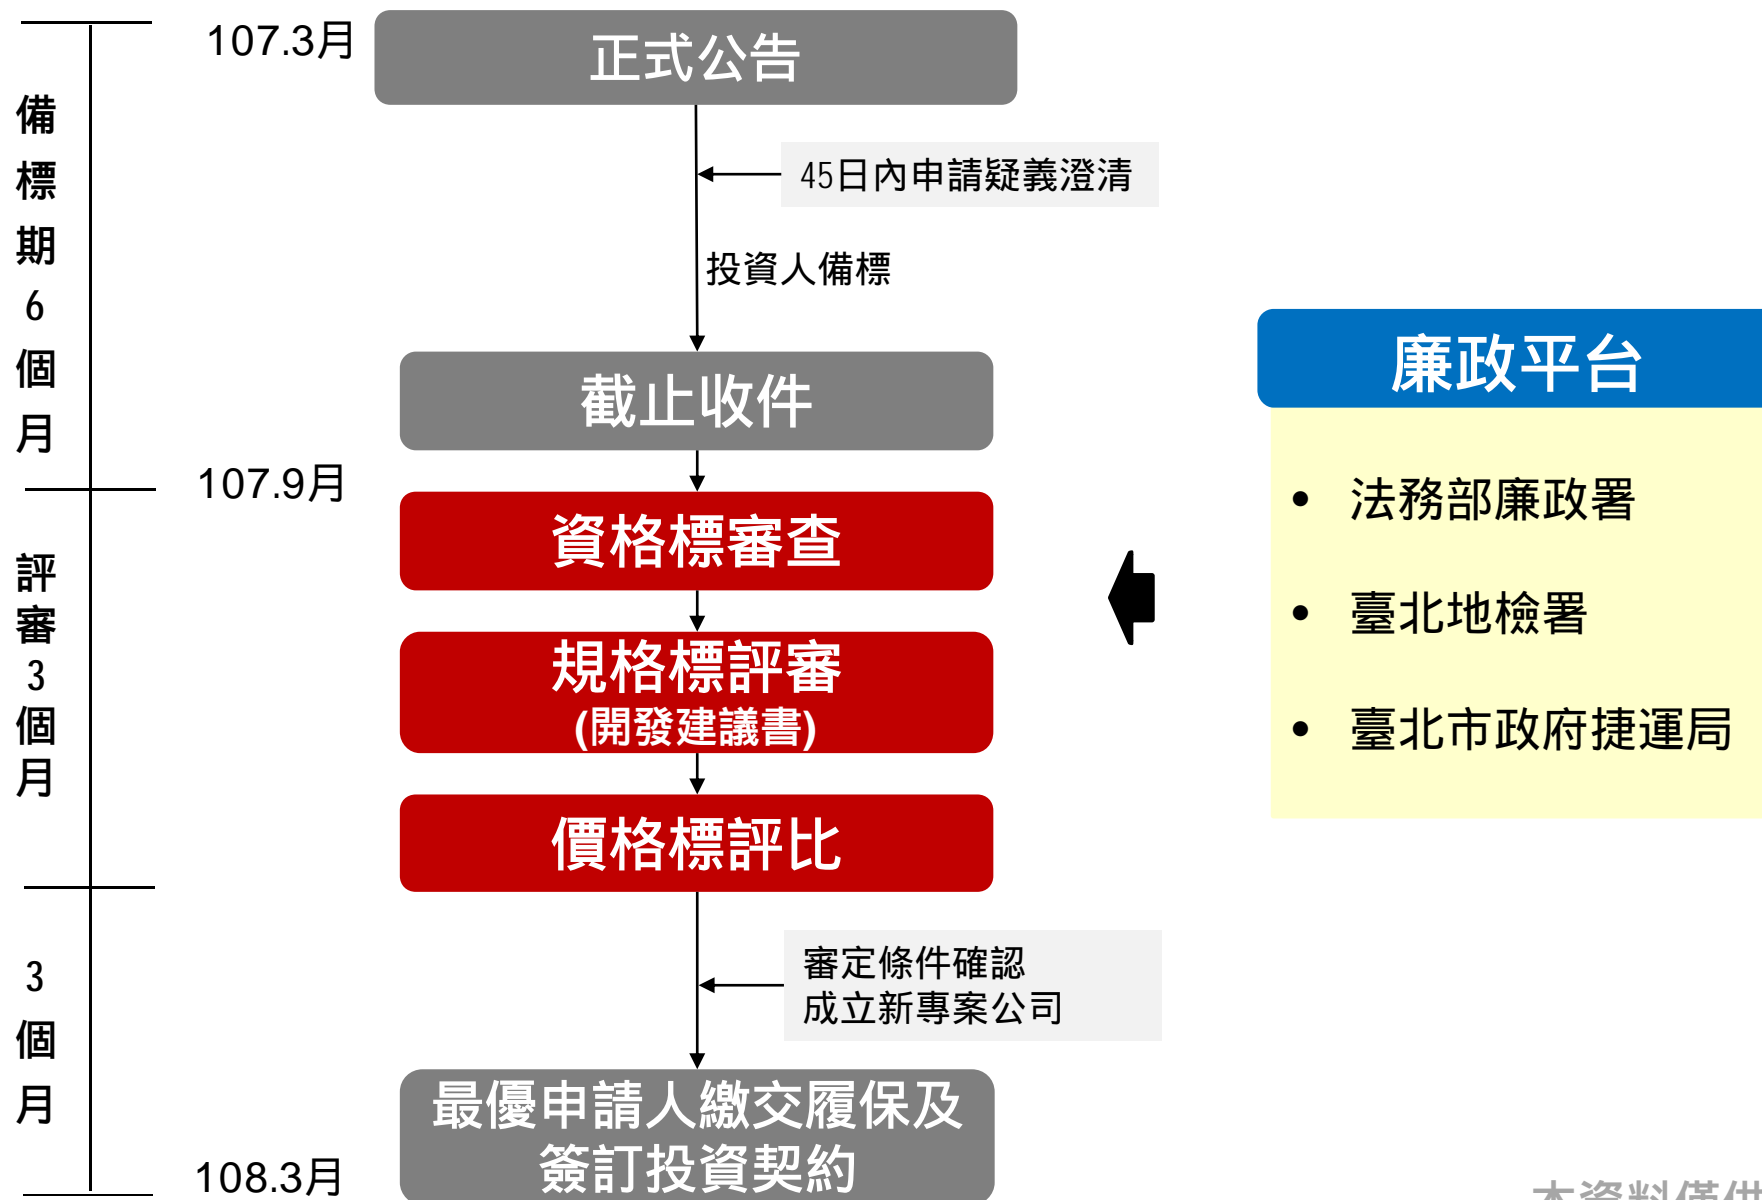 107.3月
正式公告
備標期6個月
45日內申請疑義澄清
投資人備標
截止收件
107.9月
廉政平台
• 法務部廉政署
• 臺北地檢署
• 臺北市政府捷運局
資格標審查
評審3個月
規格標評審
(開發建議書)
價格標評比
3個月
審定條件確認
成立新專案公司
最優申請人繳交履保及
簽訂投資契約
108.3月
本資料僅供